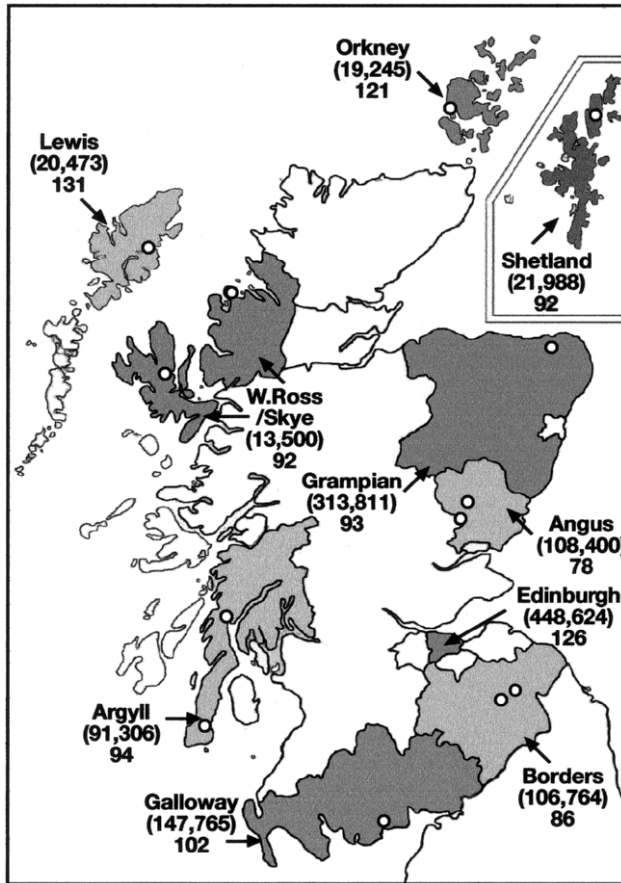 Orkney
(19,245)
121
Lewis
(20,473)
131
Shetland
(21,988)
92
W.Ross
/Skye
(13,500)
92
Grampian
(313,811)
93
Angus
(108,400)
78
Edinburgh
(448,624)
126
Argyll
(91,306)
94
Borders
(106,764)
86
Galloway
(147,765)
102